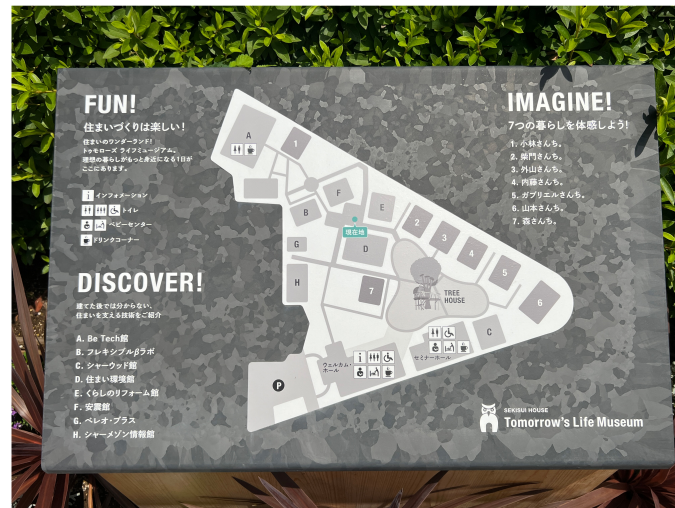 FUN!
住まいづくりは楽しい！
住まいのワンダーランド！
トゥモローズ ライフミュージアム。
理想の暮らしがもっと身近になる1日が
ここにあります。
i インフォメーション
トイレ
ベビーセンター
ドリンクコーナー
DISCOVER!
建てた後では分からない、
住まいを支える技術をご紹介
A. Be Tech館
B. フレキシブルβラボ
C. シャーウッド館
D. 住まい環境館
E. くらしのリフォーム館
F. 安震館
G. ベレオ・プラス
H. シャーメゾン情報館
A
1
F
B
E
現在地
G
D
H
7
2
3
4
5
6
TREE
HOUSE
C
セミナーホール
ウェルカム
ホール
i
P
IMAGINE!
7つの暮らしを体感しよう！
1. 小林さんち。
2. 柴門さんち。
3. 外山さんち。
4. 内藤さんち。
5. ガブリエルさんち。
6. 山本さんち。
7. 森さんち。
SEKISUI HOUSE
Tomorrow's Life Museum